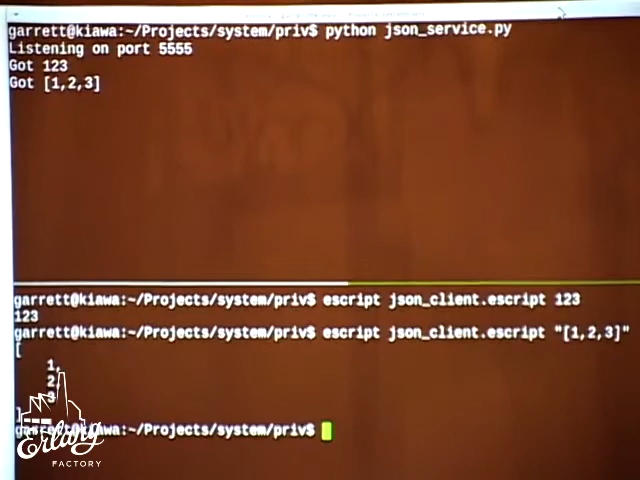 garrett@kiawa:~/Projects/system/priv$ python json_service.py
Listening on port 5555
Got 123
Got [1,2,3]
garrett@kiawa:~/Projects/system/priv$ escript json_client.escript 123
123
garrett@kiawa:~/Projects/system/priv$ escript json_client.escript "[1,2,3]"
[
1,
2,
3
]
garrett@kiawa:~/Projects/system/priv$
Erlang
FACTORY